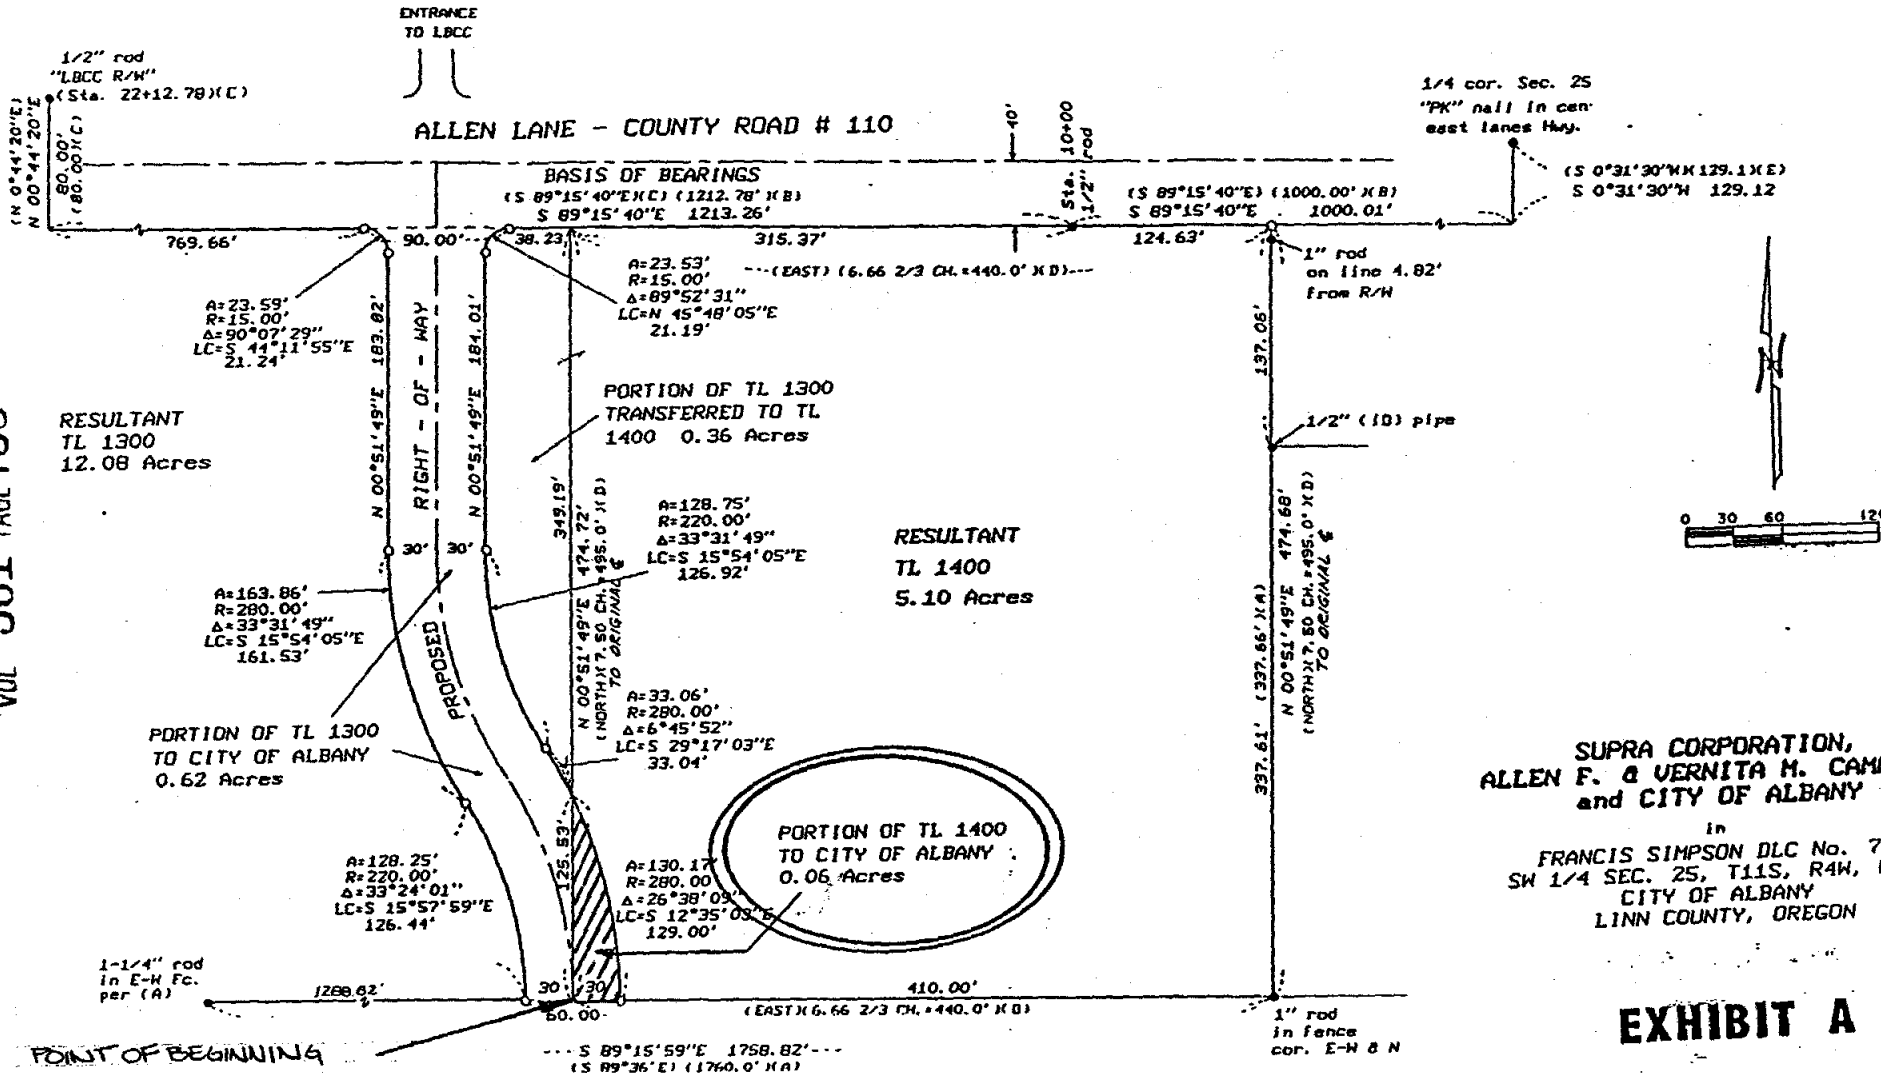 ENTRANCE
TO LBCC
1/2" rod
"LBCC R/W"
(Sta. 22+12.78)(C)
(N 0°44'20"E)
N 00°44'20"E
80.00'
(80.00)(C)
ALLEN LANE - COUNTY ROAD # 110
40'
Sta. 10+00
1/2" rod
1/4 cor. Sec. 25
"PK" nail in cen
east lanes Hwy.
(S 0°31'30"W)(129.1)(E)
S 0°31'30"W 129.12
BASIS OF BEARINGS
(S 89°15'40"E)(C) (1212.78')(B)
S 89°15'40"E 1213.26'
(S 89°15'40"E) (1000.00')(B)
S 89°15'40"E 1000.01'
769.66'
90.00'
38.23'
315.37'
124.63'
---(EAST) (6.66 2/3 CH.=440.0')(D)---
1" rod
on line 4.82'
from R/W
A=23.59'
R=15.00'
Δ=90°07'29"
LC=S 44°11'55"E
21.24'
A=23.53'
R=15.00'
Δ=89°52'31"
LC=N 45°48'05"E
21.19'
N 00°51'49"E 183.82'
RIGHT - OF - WAY
N 00°51'49"E 184.01'
137.06'
RESULTANT
TL 1300
12.08 Acres
PORTION OF TL 1300
TRANSFERRED TO TL
1400 0.36 Acres
1/2" (ID) pipe
0 30 60
VOL
349.19'
N 00°51'49"E 474.72'
(NORTH)(7.50 CH.=495.0')(D)
TO ORIGINAL ℄
A=128.75'
R=220.00'
Δ=33°31'49"
LC=S 15°54'05"E
126.92'
RESULTANT
TL 1400
5.10 Acres
30' 30'
A=163.86'
R=280.00'
Δ=33°31'49"
LC=S 15°54'05"E
161.53'
PROPOSED
337.61' (337.66')(A)
N 00°51'49"E 474.68'
(NORTH)(7.50 CH.=495.0')(D)
TO ORIGINAL ℄
PORTION OF TL 1300
TO CITY OF ALBANY
0.62 Acres
A=33.06'
R=280.00'
Δ=6°45'52"
LC=S 29°17'03"E
33.04'
SUPRA CORPORATION,
ALLEN F. & VERNITA M.
and CITY OF ALBANY
in
FRANCIS SIMPSON DLC No. 7
SW 1/4 SEC. 25, T11S, R4W,
CITY OF ALBANY
LINN COUNTY, OREGON
PORTION OF TL 1400
TO CITY OF ALBANY
0.06 Acres
125.53'
A=128.25'
R=220.00'
Δ=33°24'01"
LC=S 15°57'59"E
126.44'
A=130.17'
R=280.00
Δ=26°38'09"
LC=S 12°35'03"E
129.00'
1-1/4" rod
in E-W Fc.
per (A)
1288.62'
30' 30'
60.00
410.00'
(EAST)(6.66 2/3 CH.=440.0')(D)
1" rod
in fence
cor. E-W & N
EXHIBIT A
POINT OF BEGINNING
--- S 89°15'59"E 1758.82'---
(S 89°36'E) (1760.0')(A)